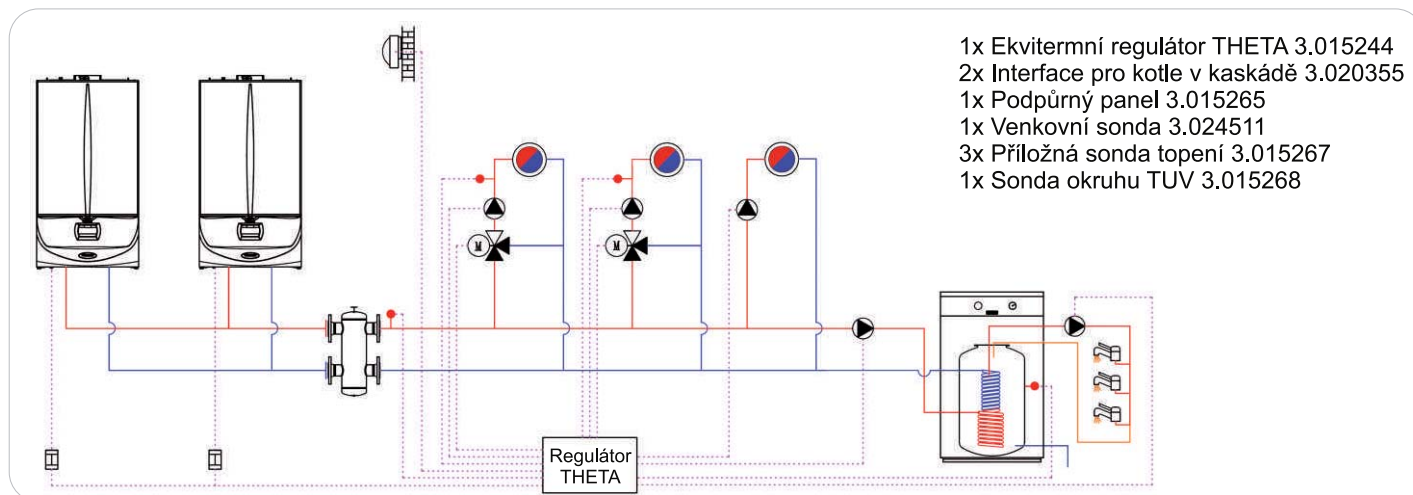 1x Ekvitermní regulátor THETA 3.015244
2x Interface pro kotle v kaskádě 3.020355
1x Podpůrný panel 3.015265
1x Venkovní sonda 3.024511
3x Příložná sonda topení 3.015267
1x Sonda okruhu TUV 3.015268
M
M
Regulátor
THETA